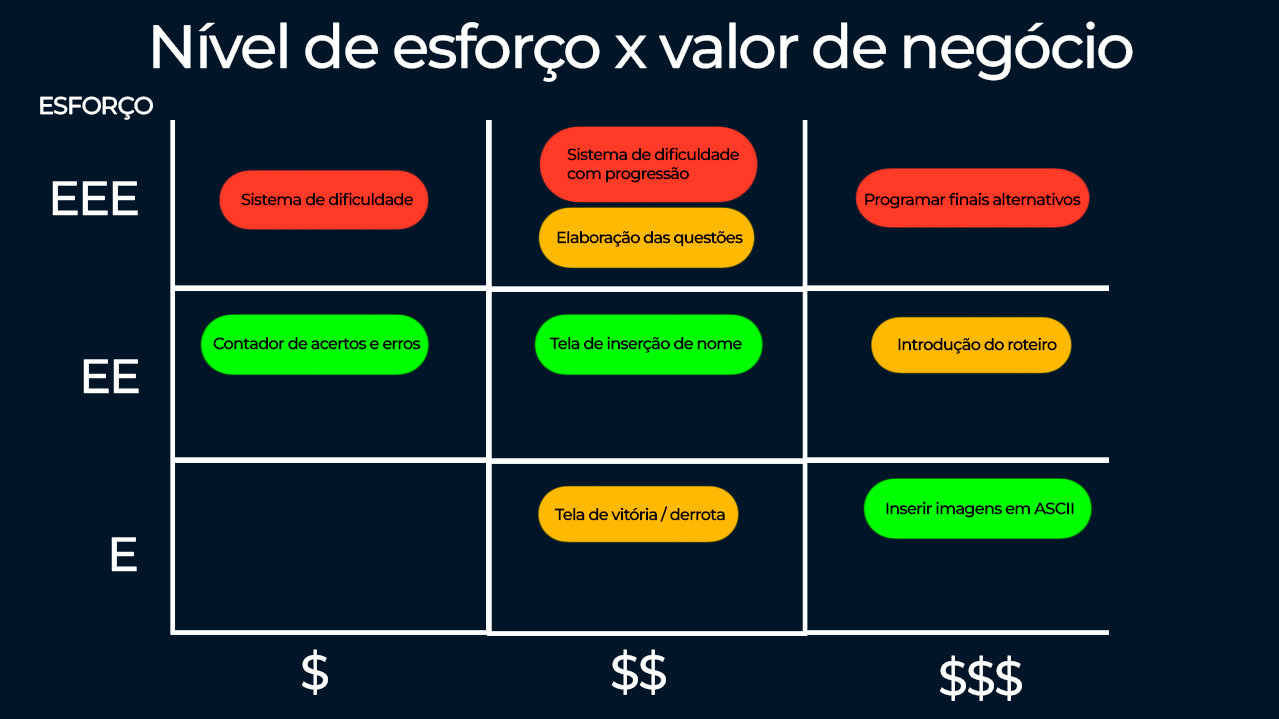 Nível de esforço x valor de negócio
ESFORÇO
EEE
Sistema de dificuldade
Sistema de dificuldade
com progressão
Elaboração das questões
Programar finais alternativos
EE
Contador de acertos e erros
Tela de inserção de nome
Introdução do roteiro
E
Tela de vitória / derrota
Inserir imagens em ASCII
$
$$
$$$